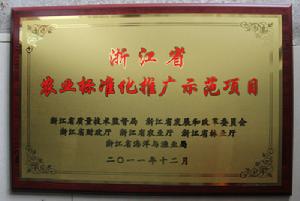 浙江省
农业标准化推广示范项目
浙江省质量技术监督局 浙江省发展和改革委员会
浙江省财政厅 浙江省农业厅 浙江省林业厅
浙江省海洋与渔业局
二〇一一年十二月